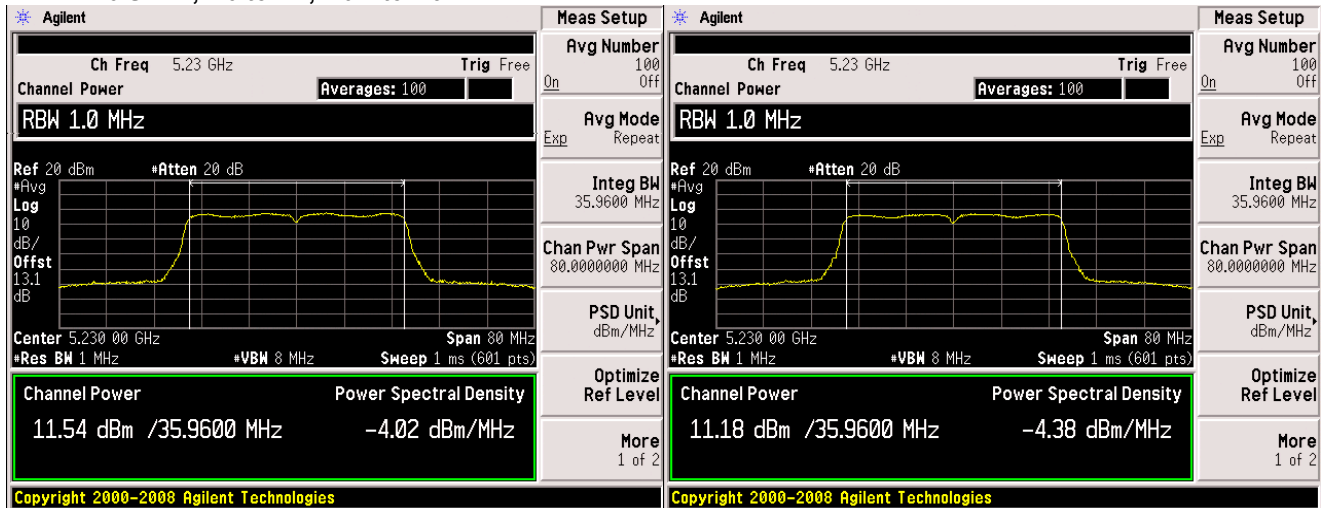 Agilent
Ch Freq 5.23 GHz Trig Free
Channel Power Averages: 100
RBW 1.0 MHz
Ref 20 dBm #Atten 20 dB
#Avg
Log
10
dB/
Offst
13.1
dB
Center 5.230 00 GHz Span 80 MHz
#Res BW 1 MHz #VBW 8 MHz Sweep 1 ms (601 pts)
Channel Power Power Spectral Density
11.54 dBm /35.9600 MHz -4.02 dBm/MHz
Copyright 2000-2008 Agilent Technologies
Meas Setup
Avg Number
100
On Off
Avg Mode
Exp Repeat
Integ BW
35.9600 MHz
Chan Pwr Span
80.0000000 MHz
PSD Unit
dBm/MHz
Optimize
Ref Level
More
1 of 2
Agilent
Ch Freq 5.23 GHz Trig Free
Channel Power Averages: 100
RBW 1.0 MHz
Ref 20 dBm #Atten 20 dB
#Avg
Log
10
dB/
Offst
13.1
dB
Center 5.230 00 GHz Span 80 MHz
#Res BW 1 MHz #VBW 8 MHz Sweep 1 ms (601 pts)
Channel Power Power Spectral Density
11.18 dBm /35.9600 MHz -4.38 dBm/MHz
Copyright 2000-2008 Agilent Technologies
Meas Setup
Avg Number
100
On Off
Avg Mode
Exp Repeat
Integ BW
35.9600 MHz
Chan Pwr Span
80.0000000 MHz
PSD Unit
dBm/MHz
Optimize
Ref Level
More
1 of 2